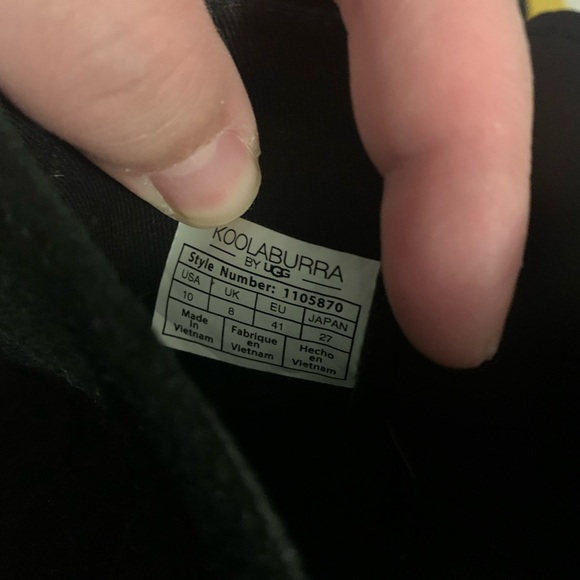 KOOLABURRA
BY UGG
Style Number: 1105870
USA UK EU JAPAN
10 8 41 27
Made in Vietnam
Fabrique en Vietnam
Hecho en Vietnam